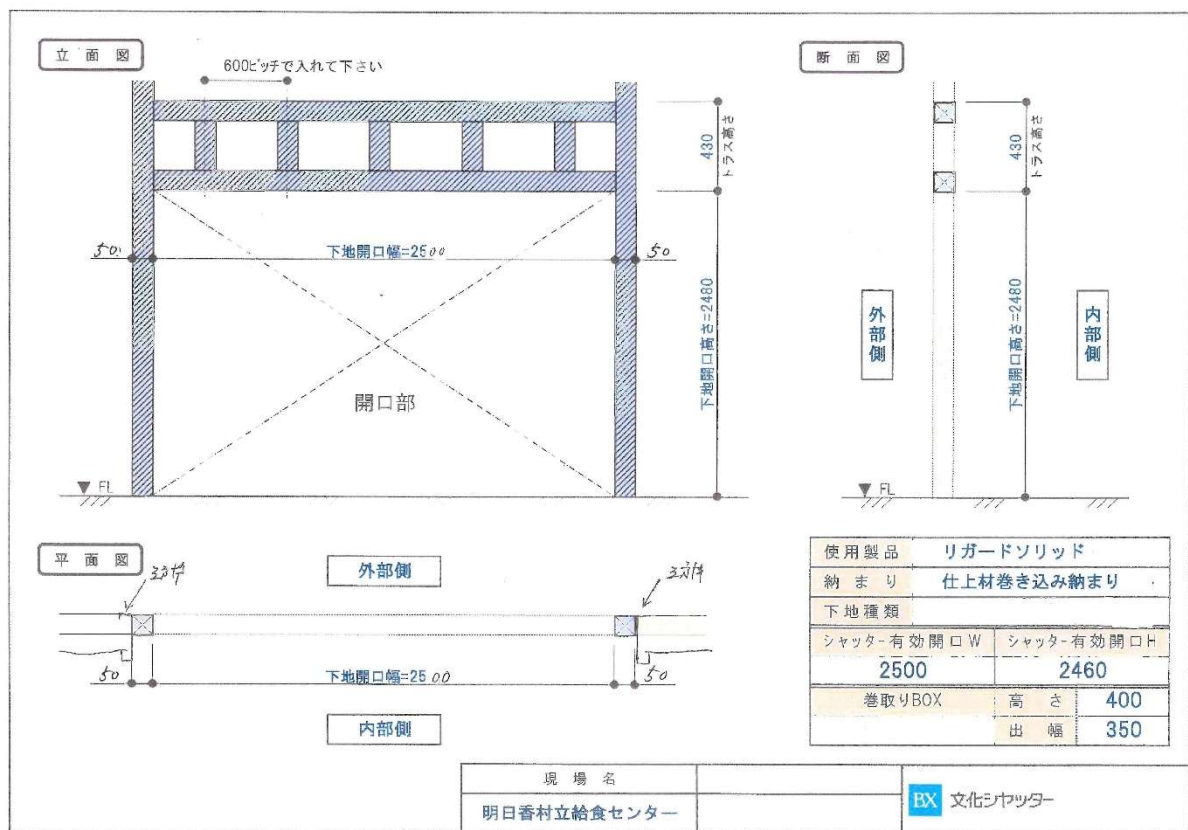 立面図
600ピッチで入れて下さい
50
下地開口幅=2500
50
開口部
▼ FL
430
トラス高さ
下地開口高さ=2480
断面図
430
トラス高さ
外部側
下地開口高さ=2480
内部側
▼ FL
平面図
外部側
50
下地開口幅=2500
50
内部側
使用製品 リガードソリッド
納まり 仕上材巻き込み納まり
下地種類
シャッター有効開口W シャッター有効開口H
2500 2460
巻取りBOX 高さ 400
出幅 350
現場名
明日香村立給食センター
BX 文化シヤッター